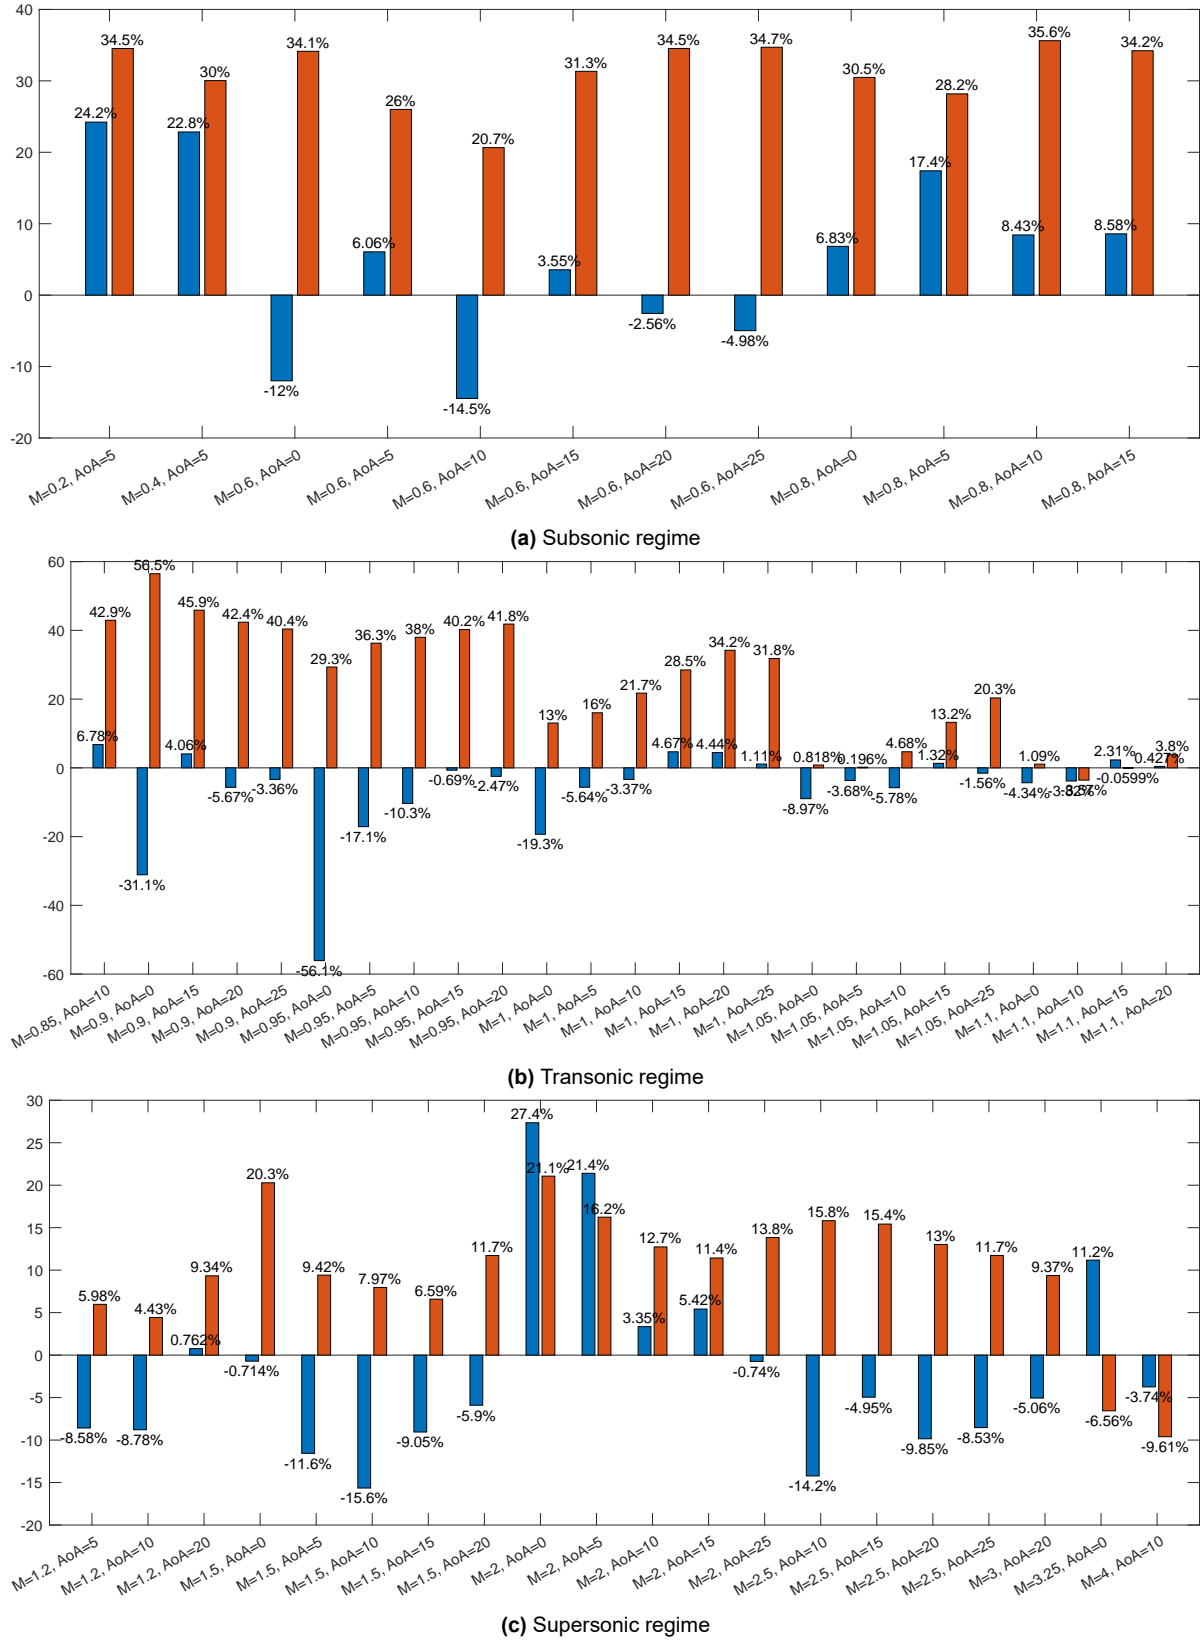 40
30
20
10
0
-10
-20
24.2% 34.5% 22.8% 30% -12% 34.1% 6.06% 26% -14.5% 20.7% 3.55% 31.3% -2.56% 34.5% -4.98% 34.7% 6.83% 30.5% 17.4% 28.2% 8.43% 35.6% 8.58% 34.2%
M=0.2, AoA=5
M=0.4, AoA=5
M=0.6, AoA=0
M=0.6, AoA=5
M=0.6, AoA=10
M=0.6, AoA=15
M=0.6, AoA=20
M=0.6, AoA=25
M=0.8, AoA=0
M=0.8, AoA=5
M=0.8, AoA=10
M=0.8, AoA=15
(a) Subsonic regime
60
40
20
0
-20
-40
-60
6.78% 42.9% -31.1% 56.5% 4.06% 45.9% -5.67% 42.4% -3.36% 40.4% -56.1% 29.3% -17.1% 36.3% -10.3% 38% -0.69% 40.2% -2.47% 41.8% -19.3% 13% -5.64% 16% -3.37% 21.7% 4.67% 28.5% 4.44% 34.2% 1.11% 31.8% -8.97% 0.818% -3.68% 0.196% -5.78% 4.68% 1.32% 13.2% -1.56% 20.3% -4.34% 1.09% 2.31% -0.0599% 0.427% 3.8%
M=0.85, AoA=10
M=0.9, AoA=0
M=0.9, AoA=15
M=0.9, AoA=20
M=0.9, AoA=25
M=0.95, AoA=0
M=0.95, AoA=5
M=0.95, AoA=10
M=0.95, AoA=15
M=0.95, AoA=20
M=1, AoA=0
M=1, AoA=5
M=1, AoA=10
M=1, AoA=15
M=1, AoA=20
M=1, AoA=25
M=1.05, AoA=0
M=1.05, AoA=5
M=1.05, AoA=10
M=1.05, AoA=15
M=1.05, AoA=25
M=1.1, AoA=0
M=1.1, AoA=10
M=1.1, AoA=15
M=1.1, AoA=20
(b) Transonic regime
30
25
20
15
10
5
0
-5
-10
-15
-20
-8.58% 5.98% -8.78% 4.43% 0.762% 9.34% -0.714% 20.3% -11.6% 9.42% -15.6% 7.97% -9.05% 6.59% -5.9% 11.7% 27.4% 21.1% 21.4% 16.2% 3.35% 12.7% 5.42% 11.4% -0.74% 13.8% -14.2% 15.8% -4.95% 15.4% -9.85% 13% -8.53% 11.7% -5.06% 9.37% 11.2% -6.56% -3.74% -9.61%
M=1.2, AoA=5
M=1.2, AoA=10
M=1.2, AoA=20
M=1.5, AoA=0
M=1.5, AoA=5
M=1.5, AoA=10
M=1.5, AoA=15
M=1.5, AoA=20
M=2, AoA=0
M=2, AoA=5
M=2, AoA=10
M=2, AoA=15
M=2, AoA=25
M=2.5, AoA=10
M=2.5, AoA=15
M=2.5, AoA=20
M=2.5, AoA=25
M=3, AoA=20
M=3.25, AoA=0
M=4, AoA=10
(c) Supersonic regime